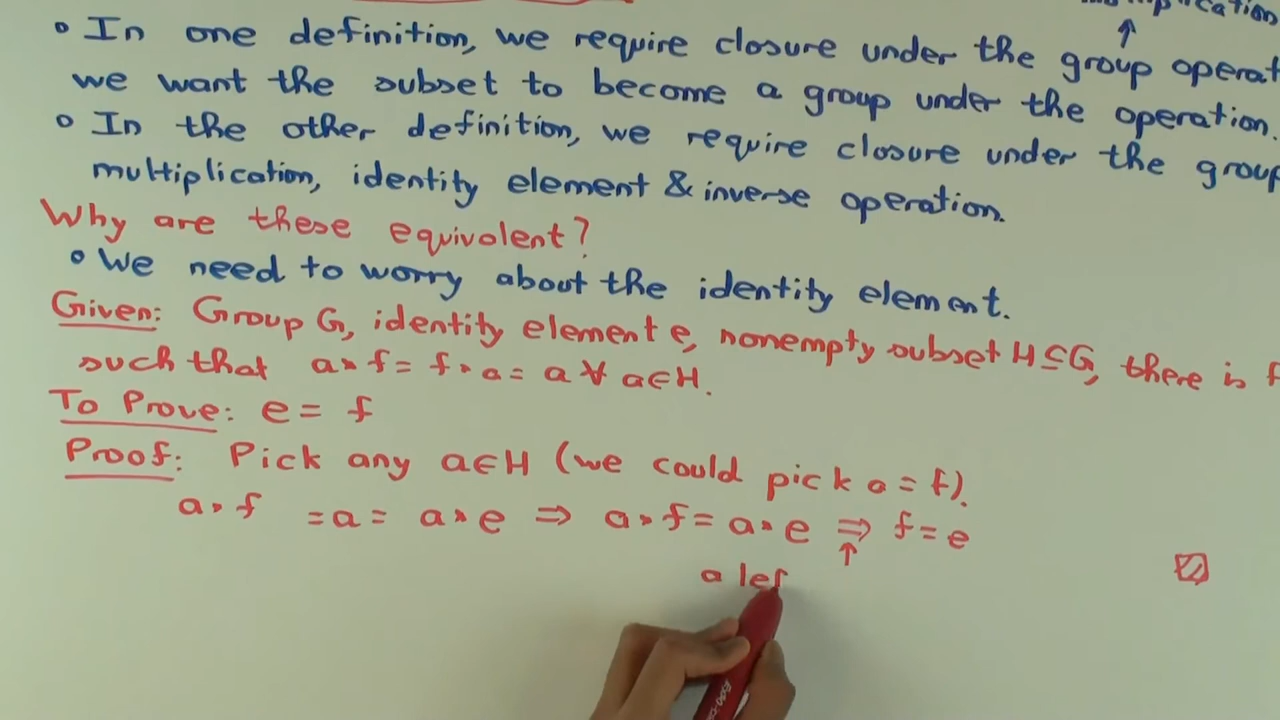 • In one definition, we require closure under the group operat
we want the subset to become a group under the operation.
• In the other definition, we require closure under the group
multiplication, identity element & inverse operation.
Why are these equivalent?
• We need to worry about the identity element.
Given: Group G, identity element e, nonempty subset H⊆G, there is f
such that a * f = f * a = a ∀ a∈H.
To Prove: e = f
Proof: Pick any a∈H (we could pick a = f).
a * f = a = a * e ⇒ a * f = a * e ⇒ f = e
↑
a lef